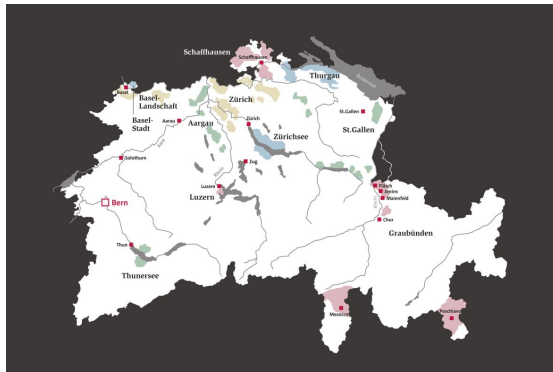 Schaffhausen
Schaffhausen
Thurgau
Bodensee
Basel
Basel-
Landschaft
Zürich
Basel-
Stadt
Aarau
Aargau
Zürich
St.Gallen
St.Gallen
Zürichsee
Solothurn
Zug
Luzern
Luzern
Fläsch
Jenins
Maienfeld
Bern
Chur
Graubünden
Thun
Thunersee
Mesocco
Poschiavo